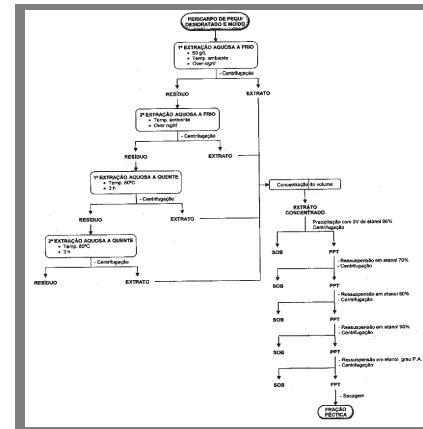 PERICARPO DE PEQUI
DESIDRATADO E MOÍDO
1ª EXTRAÇÃO AQUOSA A FRIO
• 50 g/L
• Temp. ambiente
• Over night
- Centrifugação
RESÍDUO
EXTRATO
2ª EXTRAÇÃO AQUOSA A FRIO
• Temp. ambiente
• Over night
- Centrifugação
RESÍDUO
EXTRATO
1ª EXTRAÇÃO AQUOSA A QUENTE
• Temp. 80ºC
• 3 h
- Centrifugação
RESÍDUO
EXTRATO
2ª EXTRAÇÃO AQUOSA A QUENTE
• Temp. 80ºC
• 3 h
- Centrifugação
RESÍDUO
EXTRATO
Concentração do volume
EXTRATO
CONCENTRADO
Precipitação com 3V de etanol
Centrifugação
SOB
PPT
- Ressuspensão em etanol 70%
- Centrifugação
SOB
PPT
- Ressuspensão em etanol 80%
- Centrifugação
SOB
PPT
- Ressuspensão em etanol 90%
- Centrifugação
SOB
PPT
- Ressuspensão em etanol grau P.A.
- Centrifugação
SOB
PPT
- Secagem
FRAÇÃO
PÉCTICA